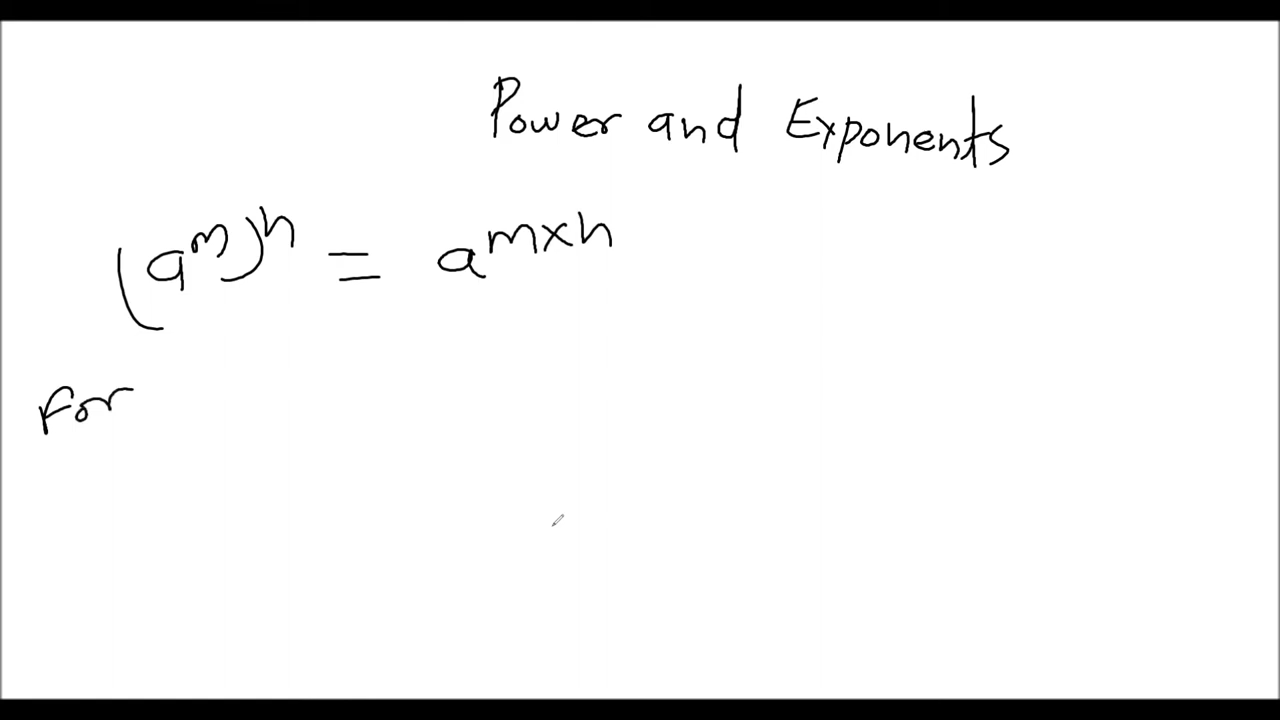 Power and Exponents
(a^m)^n = a^{m×n}
For